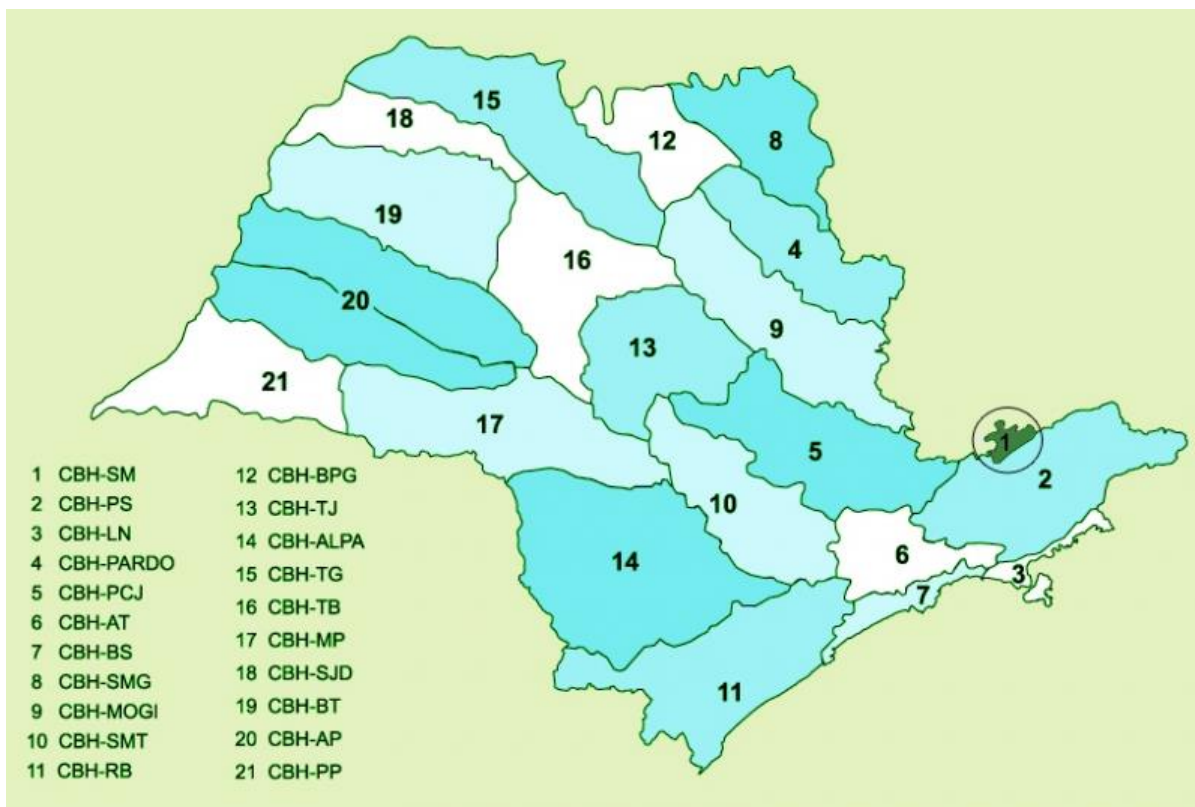 15
18
12
8
19
4
16
20
9
13
21
17
1
5
2
10
6
14
3
7
11
1 CBH-SM
2 CBH-PS
3 CBH-LN
4 CBH-PARDO
5 CBH-PCJ
6 CBH-AT
7 CBH-BS
8 CBH-SMG
9 CBH-MOGI
10 CBH-SMT
11 CBH-RB
12 CBH-BPG
13 CBH-TJ
14 CBH-ALPA
15 CBH-TG
16 CBH-TB
17 CBH-MP
18 CBH-SJD
19 CBH-BT
20 CBH-AP
21 CBH-PP